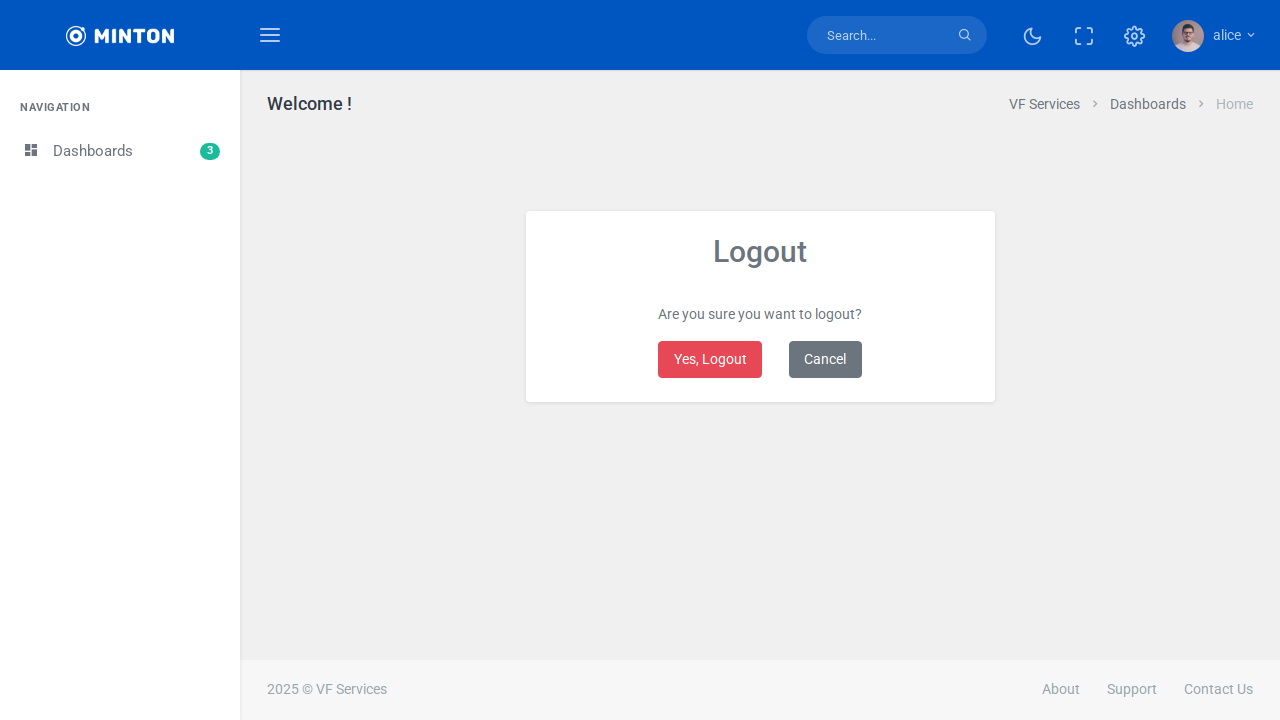 MINTON
Search...
alice
NAVIGATION
Dashboards
3
Welcome !
VF Services
Dashboards
Home
Logout
Are you sure you want to logout?
Yes, Logout
Cancel
2025 © VF Services
About
Support
Contact Us